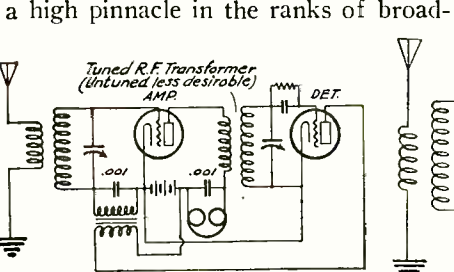 a high pinnacle in the ranks of broad-
Tuned R.F. Transformer
(Untuned less desirable)
AMP.
DET.
.001
.001